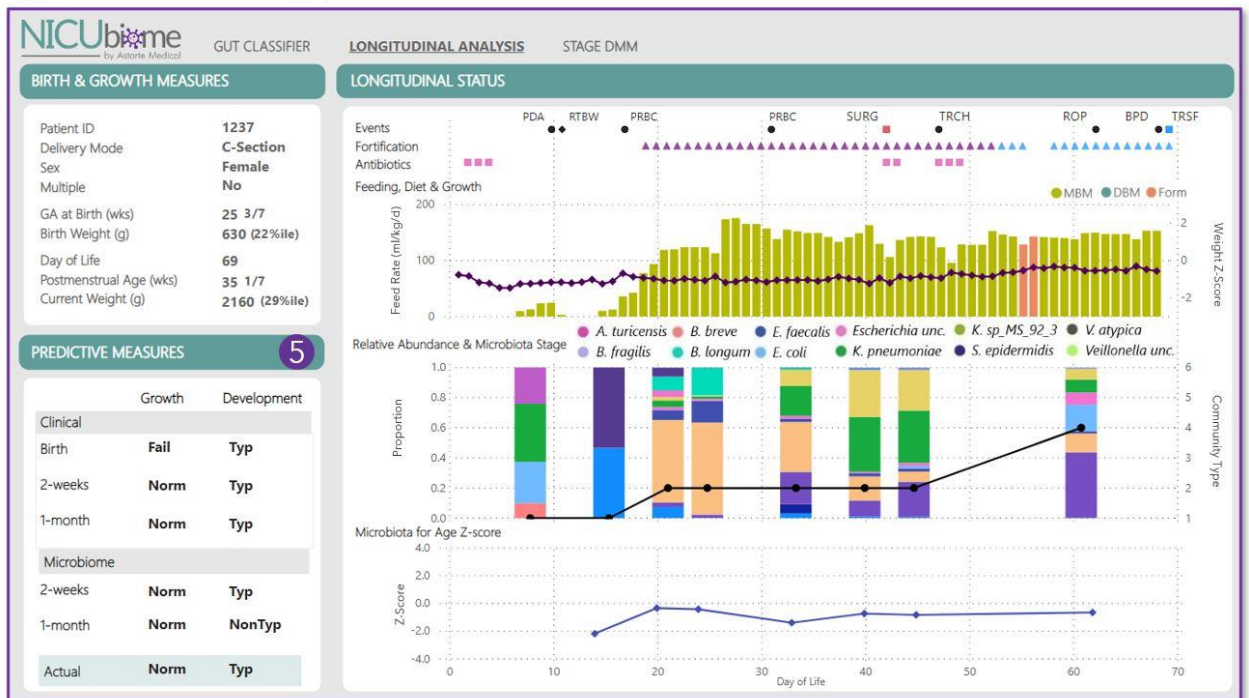 NICUbiome
by Astarte Medical
GUT CLASSIFIER
LONGITUDINAL ANALYSIS
STAGE DMM
BIRTH & GROWTH MEASURES
Patient ID 1237
Delivery Mode C-Section
Sex Female
Multiple No
GA at Birth (wks) 25 3/7
Birth Weight (g) 630 (22%ile)
Day of Life 69
Postmenstrual Age (wks) 35 1/7
Current Weight (g) 2160 (29%ile)
PREDICTIVE MEASURES 5
Growth Development
Clinical
Birth Fail Typ
2-weeks Norm Typ
1-month Norm Typ
Microbiome
2-weeks Norm Typ
1-month Norm NonTyp
Actual Norm Typ
LONGITUDINAL STATUS
PDA RTBW PRBC PRBC SURG TRCH ROP BPD TRSF
Events
Fortification
Antibiotics
Feeding, Diet & Growth
MBM DBM Form
Feed Rate (ml/kg/d)
200
100
0
Weight Z-Score
2
0
-2
A. turicensis B. breve E. faecalis Escherichia unc. K. sp_MS_92_3 V. atypica
Relative Abundance & Microbiota Stage
B. fragilis B. longum E. coli K. pneumoniae S. epidermidis Veillonella unc.
Proportion
1.0
0.8
0.6
0.4
0.2
0.0
Community Type
6
5
4
3
2
1
Microbiota for Age Z-score
Z-Score
4.0
2.0
0.0
-2.0
-4.0
0 10 20 30 40 50 60 70
Day of Life